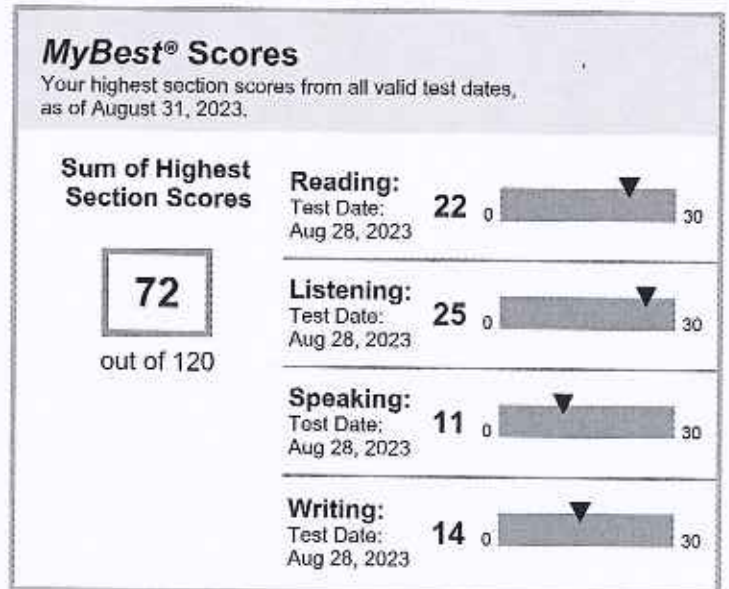 MyBest® Scores
Your highest section scores from all valid test dates,
as of August 31, 2023.
Sum of Highest
Section Scores
72
out of 120
Reading:
Test Date:
Aug 28, 2023
22
0
30
Listening:
Test Date:
Aug 28, 2023
25
0
30
Speaking:
Test Date:
Aug 28, 2023
11
0
30
Writing:
Test Date:
Aug 28, 2023
14
0
30